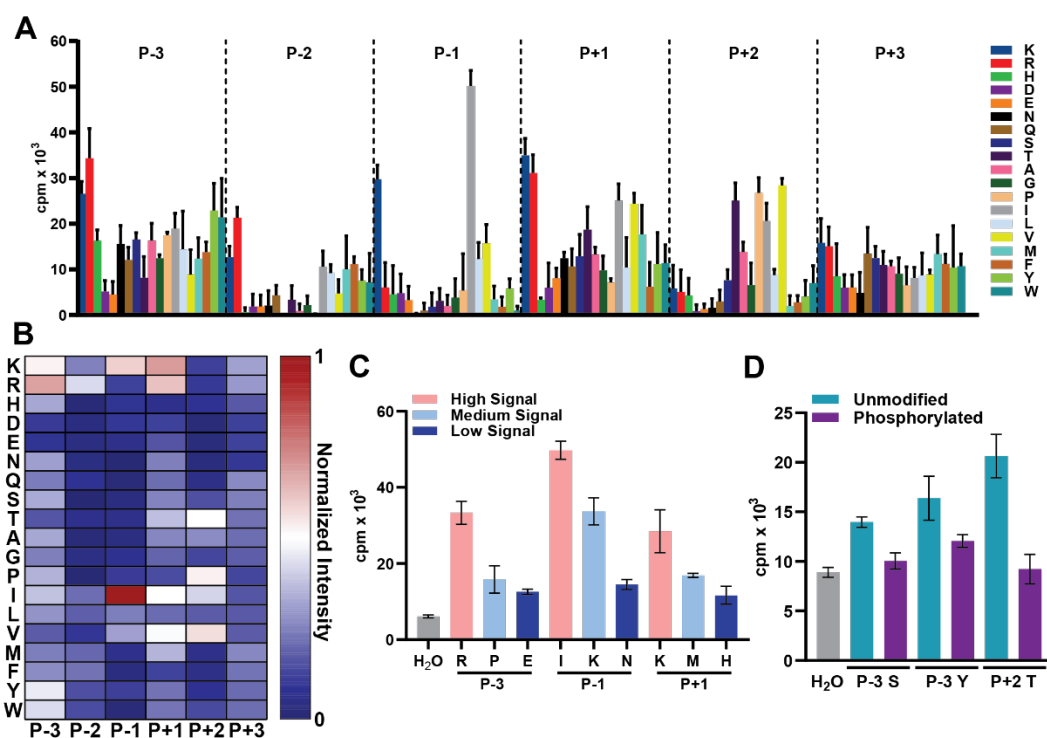 A
P-3 P-2 P-1 P+1 P+2 P+3
60
50
40
30
20
10
0
cpm x 10³
K
R
H
D
E
N
Q
S
T
A
G
P
L
L
V
M
F
Y
W
B
K
R
H
D
E
N
Q
S
T
A
G
P
I
L
V
M
F
Y
W
P-3 P-2 P-1 P+1 P+2 P+3
1
0
Normalized Intensity
C
High Signal
Medium Signal
Low Signal
60
40
20
0
cpm x 10³
H₂O R P E I K N K M H
P-3 P-1 P+1
D
Unmodified
Phosphorylated
25
20
15
10
5
0
cpm x 10³
H₂O P-3 S P-3 Y P+2 T